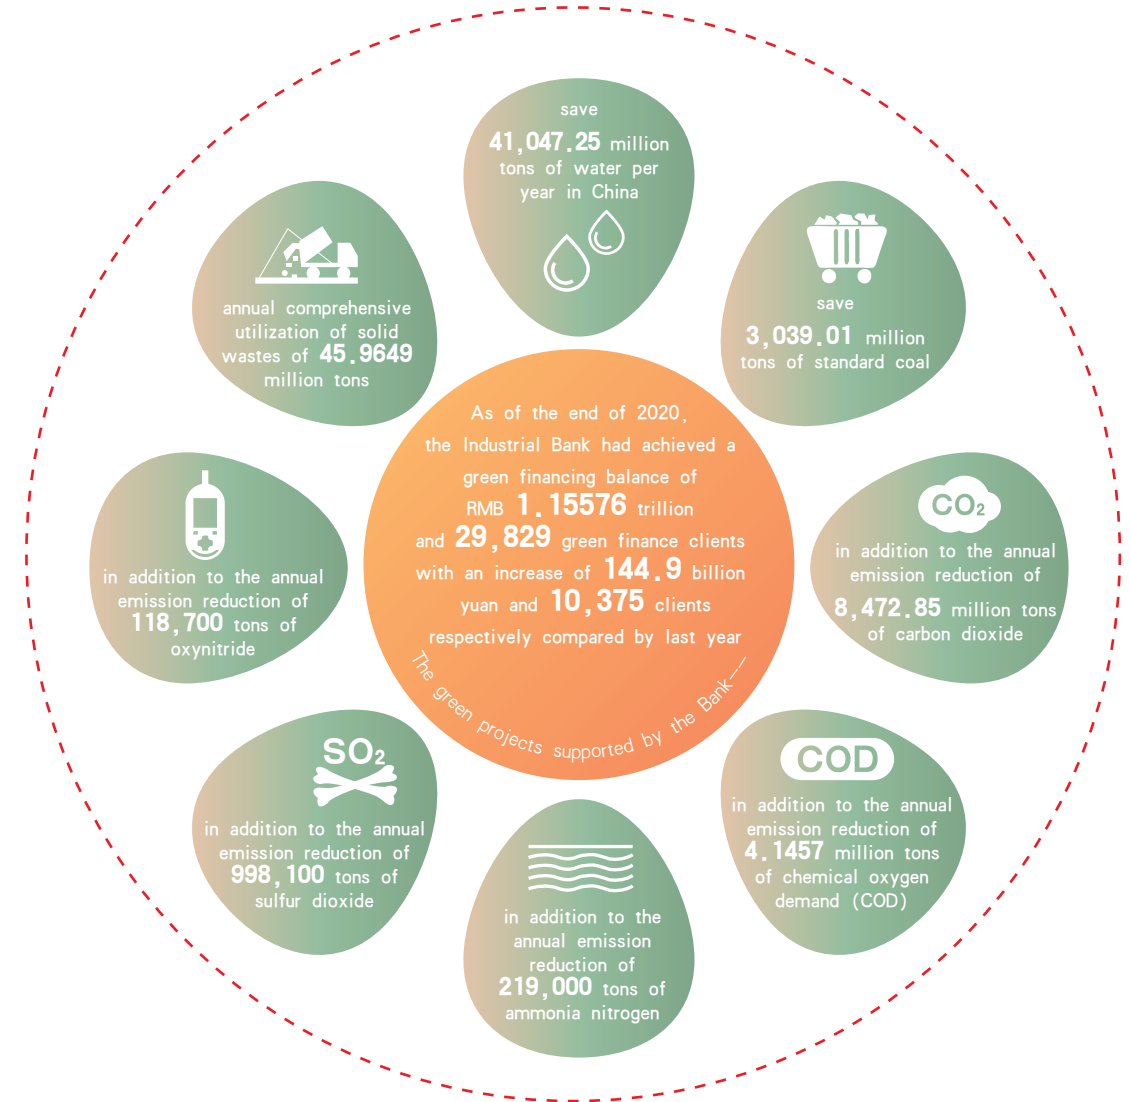 As of the end of 2020,
the Industrial Bank had achieved a
green financing balance of
RMB 1.15576 trillion
and 29,829 green finance clients
with an increase of 144.9 billion
yuan and 10,375 clients
respectively compared by last year
The green projects supported by the Bank——
save
41,047.25 million
tons of water per
year in China
save
3,039.01 million
tons of standard coal
CO2
in addition to the annual
emission reduction of
8,472.85 million tons
of carbon dioxide
COD
in addition to the annual
emission reduction of
4.1457 million tons
of chemical oxygen
demand (COD)
in addition to the
annual emission
reduction of
219,000 tons of
ammonia nitrogen
SO2
in addition to the annual
emission reduction of
998,100 tons of
sulfur dioxide
in addition to the annual
emission reduction of
118,700 tons of
oxynitride
annual comprehensive
utilization of solid
wastes of 45.9649
million tons